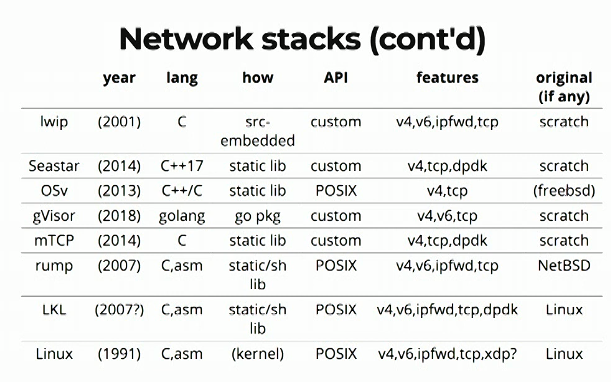 Network stacks (cont'd)
year lang how API features original
(if any)
lwip (2001) C src- custom v4,v6,ipfwd,tcp scratch
embedded
Seastar (2014) C++17 static lib custom v4,tcp,dpdk scratch
OSv (2013) C++/C static lib POSIX v4,tcp (freebsd)
gVisor (2018) golang go pkg custom v4,v6,tcp scratch
mTCP (2014) C static lib custom v4,tcp,dpdk scratch
rump (2007) C,asm static/sh POSIX v4,v6,ipfwd,tcp NetBSD
lib
LKL (2007?) C,asm static/sh POSIX v4,v6,ipfwd,tcp,dpdk Linux
lib
Linux (1991) C,asm (kernel) POSIX v4,v6,ipfwd,tcp,xdp? Linux